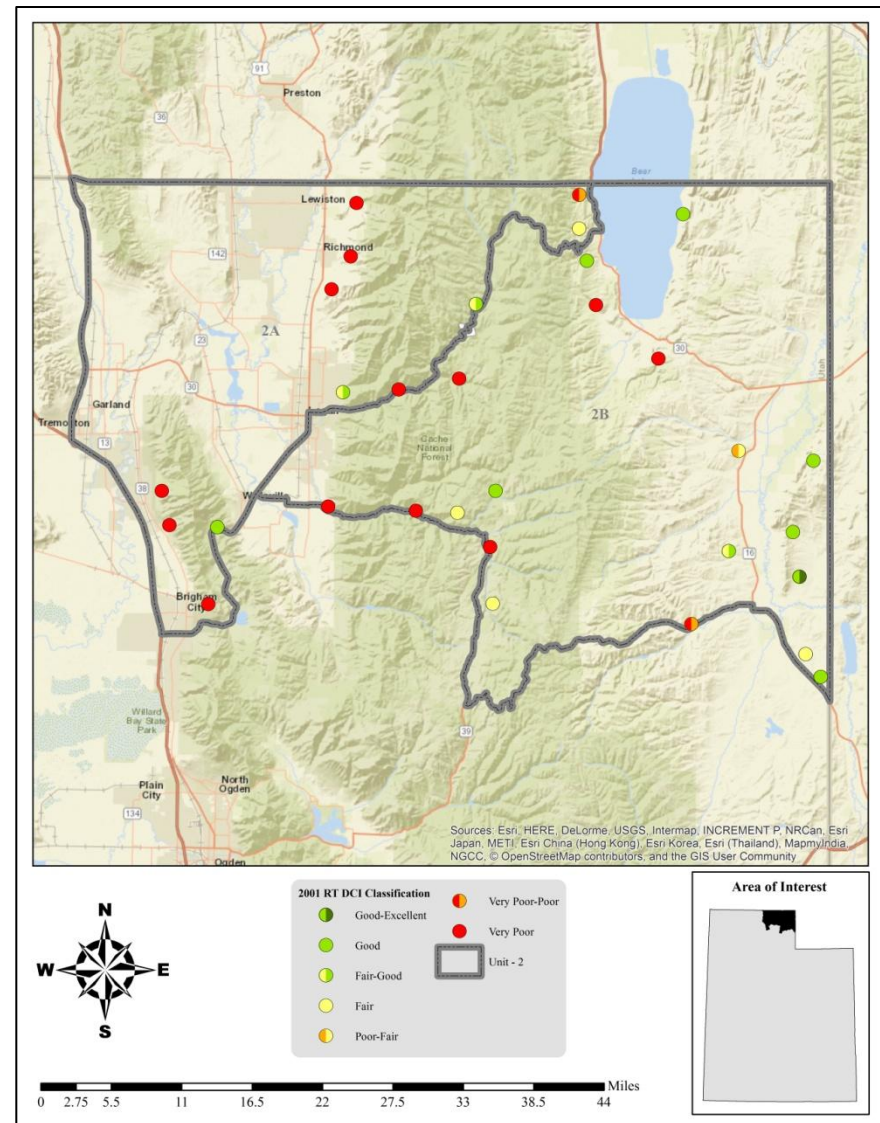 91
Preston
36
Bear
Lewiston
Richmond
142
2A
23
30
30
Utah
Garland
2B
Tremonton
13
Cache
National
Forest
38
16
Brigham
City
Willard
Bay State
Park
39
Plain
City
North
Ogden
134
Ogden
Sources: Esri, HERE, DeLorme, USGS, Intermap, INCREMENT P, NRCan, Esri
Japan, METI, Esri China (Hong Kong), Esri Korea, Esri (Thailand), MapmyIndia,
NGCC, © OpenStreetMap contributors, and the GIS User Community
2001 RT DCI Classification
Good-Excellent
Good
Fair-Good
Fair
Poor-Fair
Very Poor-Poor
Very Poor
Unit - 2
Area of Interest
N
W E
S
Miles
0 2.75 5.5 11 16.5 22 27.5 33 38.5 44